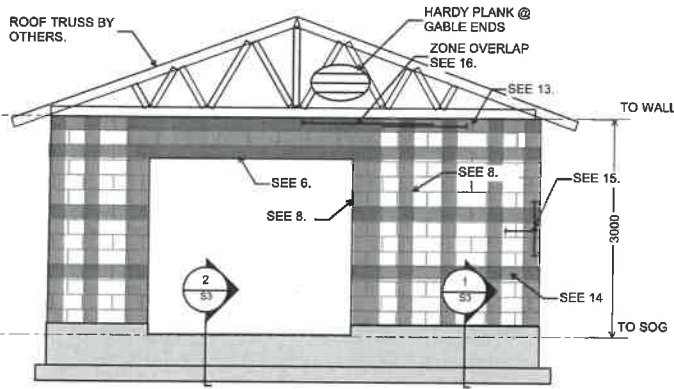 ROOF TRUSS BY
OTHERS.
HARDY PLANK @
GABLE ENDS
ZONE OVERLAP
SEE 16.
SEE 13.
TO WALL
SEE 6.
SEE 8.
SEE 8.
SEE 15.
3000
2
S3
1
S3
SEE 14
TO SOG